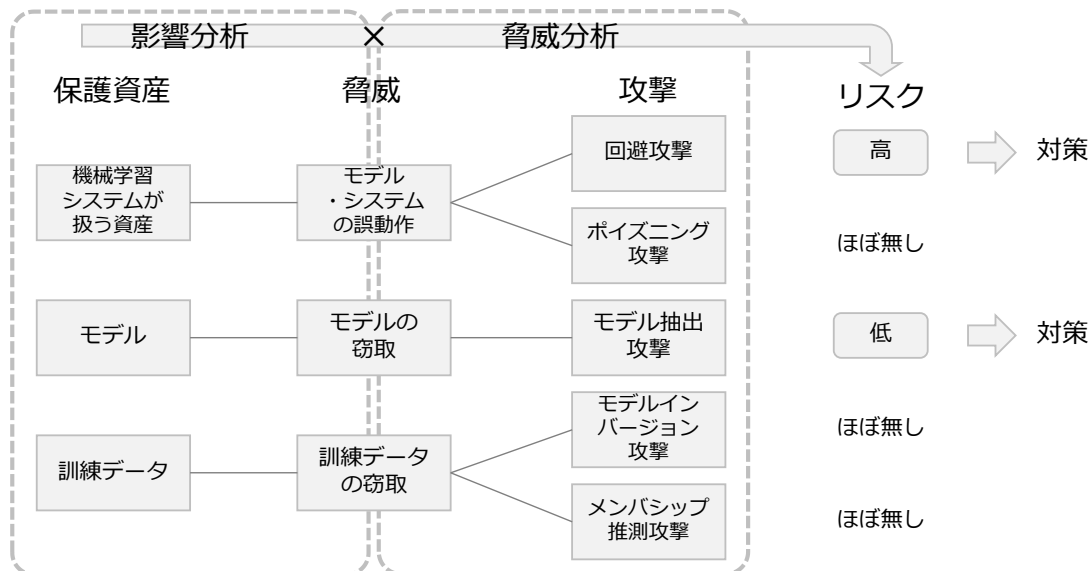 影響分析 × 脅威分析
保護資産 脅威 攻撃 リスク
回避攻撃 高 対策
機械学習
システムが
扱う資産
モデル
・システム
の誤動作
ポイズニング
攻撃
ほぼ無し
モデル
モデルの
窃取
モデル抽出
攻撃
低 対策
モデルイン
バージョン
攻撃
ほぼ無し
訓練データ
訓練データ
の窃取
メンバシップ
推測攻撃
ほぼ無し